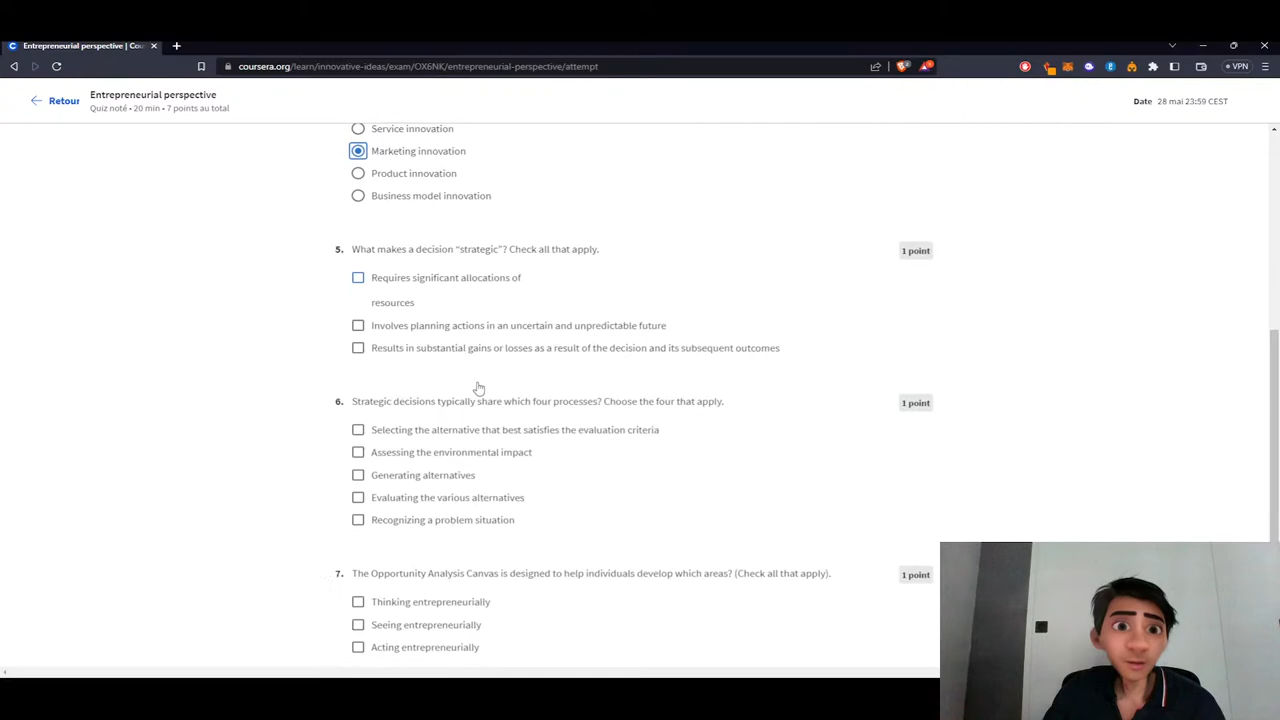 Entrepreneurial perspective | Cou
coursera.org/learn/innovative-ideas/exam/OX6NK/entrepreneurial-perspective/attempt
VPN
Retour
Entrepreneurial perspective
Quiz noté • 20 min • 7 points au total
Date 28 mai 23:59 CEST
Service innovation
Marketing innovation
Product innovation
Business model innovation
5. What makes a decision “strategic”? Check all that apply.
1 point
Requires significant allocations of
resources
Involves planning actions in an uncertain and unpredictable future
Results in substantial gains or losses as a result of the decision and its subsequent outcomes
6. Strategic decisions typically share which four processes? Choose the four that apply.
1 point
Selecting the alternative that best satisfies the evaluation criteria
Assessing the environmental impact
Generating alternatives
Evaluating the various alternatives
Recognizing a problem situation
7. The Opportunity Analysis Canvas is designed to help individuals develop which areas? (Check all that apply).
1 point
Thinking entrepreneurially
Seeing entrepreneurially
Acting entrepreneurially